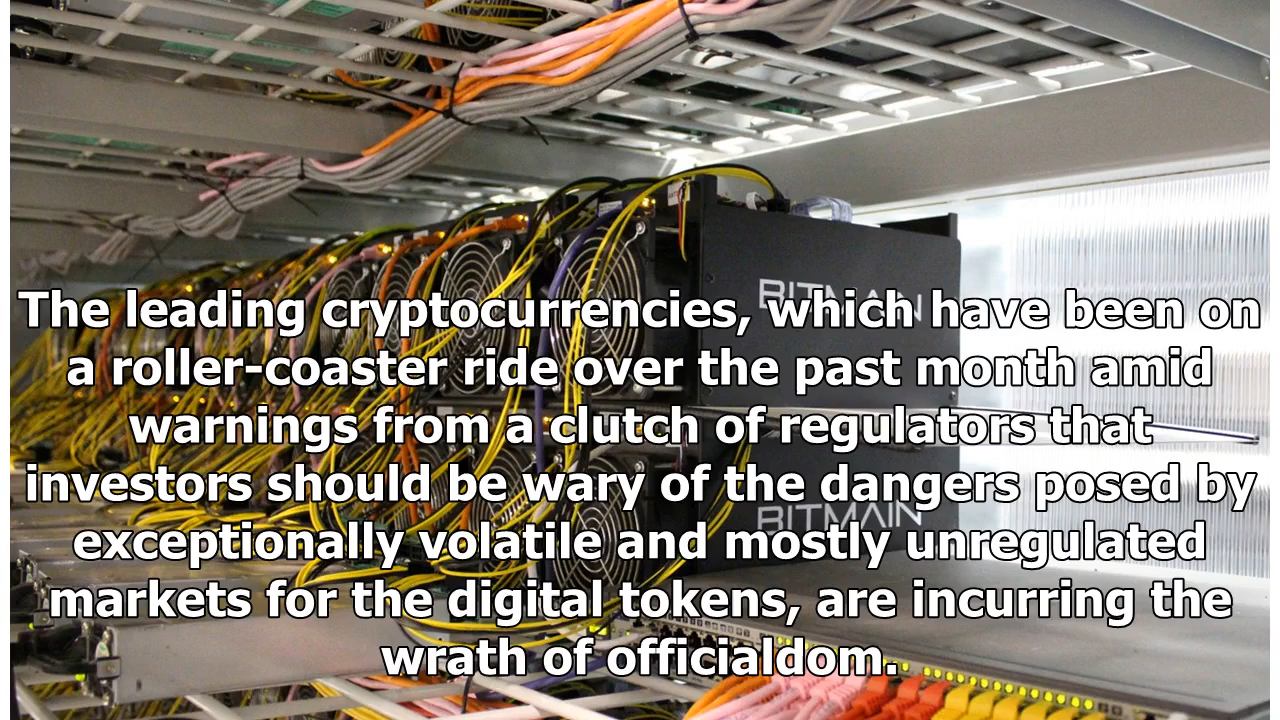 BITMAIN
The leading cryptocurrencies, which have been on
a roller-coaster ride over the past month amid
warnings from a clutch of regulators that
investors should be wary of the dangers posed by
BITMAIN
exceptionally volatile and mostly unregulated
markets for the digital tokens, are incurring the
wrath of officialdom.